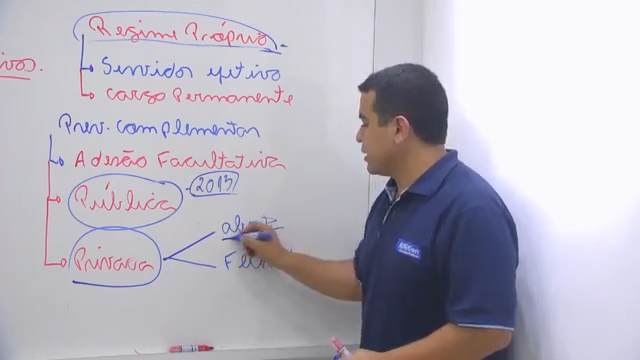 Regime Próprio
Servidor efetivo
Cargo Permanente
Prev. complementar
Adesão Facultativa
Pública - 2013
Privada